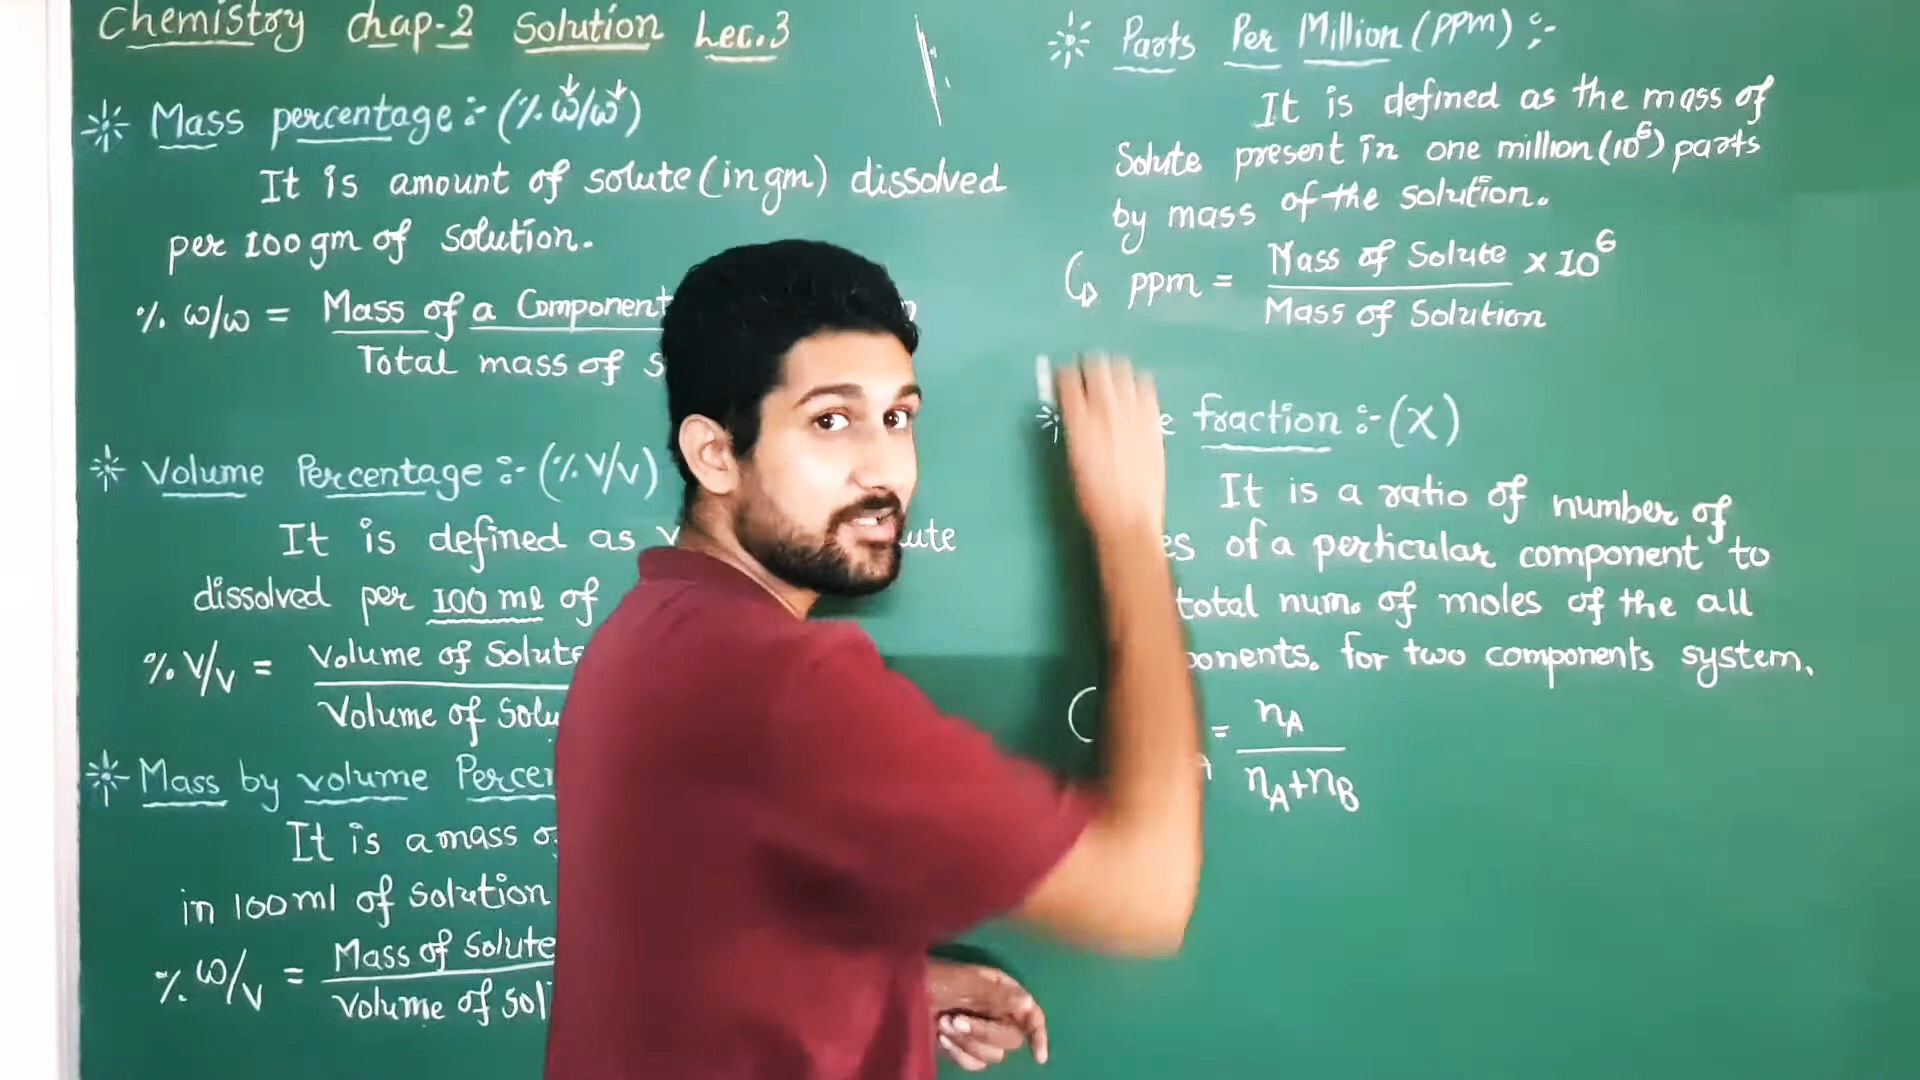 Chemistry Chap-2 Solution Lec.3
Mass percentage :- (% w/w)
It is amount of solute (in gm) dissolved
per 100 gm of solution.
% w/w = Mass of a Component
Total mass of
Volume Percentage :- (% V/V)
It is defined as
dissolved per 100 ml of
% V/V = Volume of Solute
Volume of
Mass by volume
It is a mass
in 100ml of Solution
% w/v = Mass of Solute
Volume of
Parts Per Million (ppm) :-
It is defined as the mass of
Solute present in one million (10⁶) parts
by mass of the solution.
ppm = Mass of Solute × 10⁶
Mass of Solution
fraction :- (x)
It is a ratio of number of
of a perticular component to
total num. of moles of the all
for two components system.
= nA
nA+nB